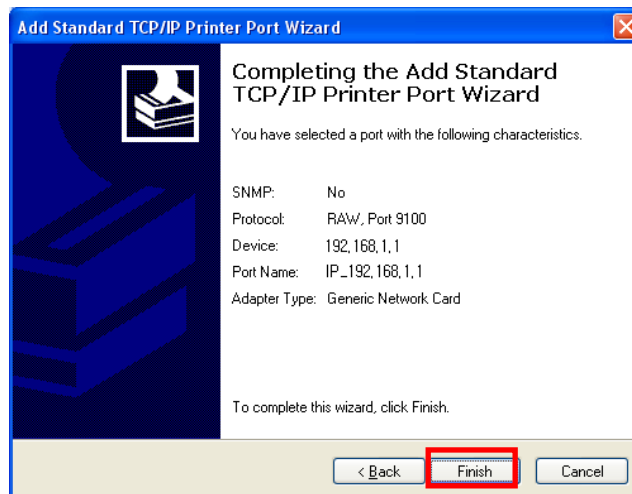 Add Standard TCP/IP Printer Port Wizard
Completing the Add Standard
TCP/IP Printer Port Wizard
You have selected a port with the following characteristics.
SNMP: No
Protocol: RAW, Port 9100
Device: 192,168,1,1
Port Name: IP_192,168,1,1
Adapter Type: Generic Network Card
To complete this wizard, click Finish.
< Back Finish Cancel